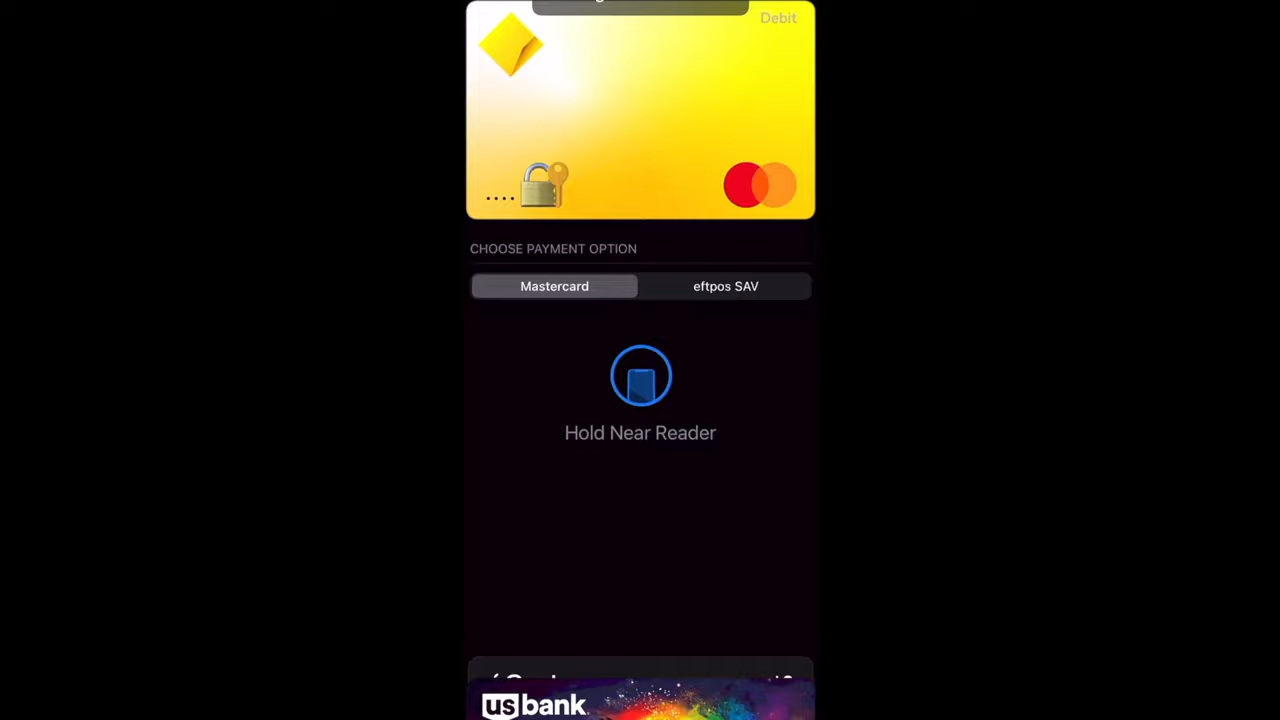 Debit
....
CHOOSE PAYMENT OPTION
Mastercard
eftpos SAV
Hold Near Reader
usbank